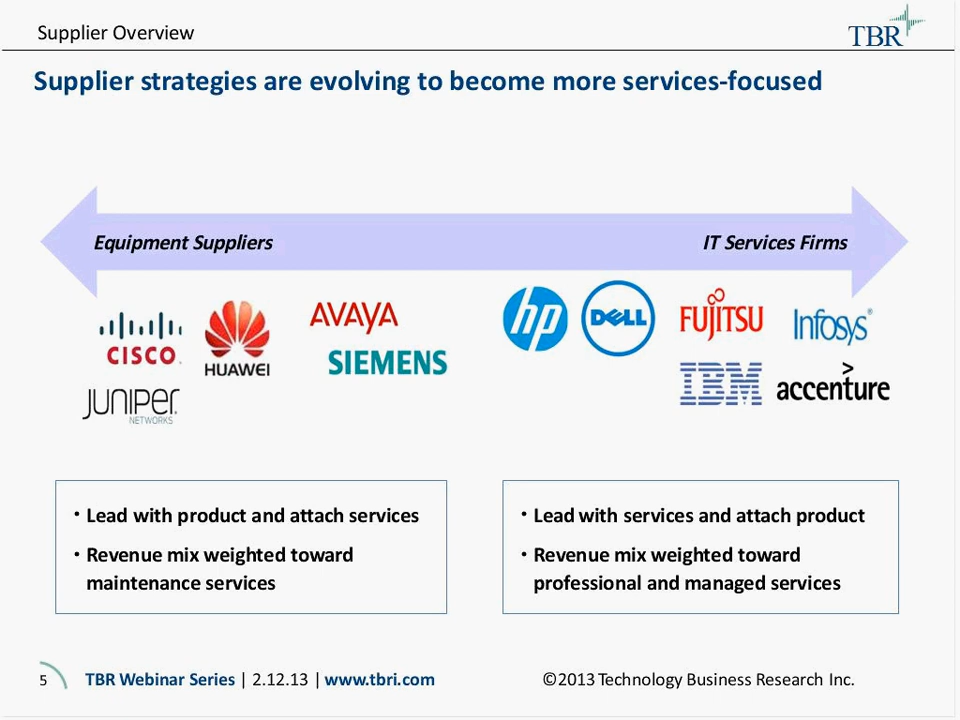 Supplier Overview
TBR
Supplier strategies are evolving to become more services-focused
Equipment Suppliers
IT Services Firms
CISCO
HUAWEI
AVAYA
SIEMENS
JUNIPER
NETWORKS
hp
DELL
FUJITSU
Infosys®
IBM
accenture
• Lead with product and attach services
• Revenue mix weighted toward
maintenance services
• Lead with services and attach product
• Revenue mix weighted toward
professional and managed services
5 TBR Webinar Series | 2.12.13 | www.tbri.com ©2013 Technology Business Research Inc.